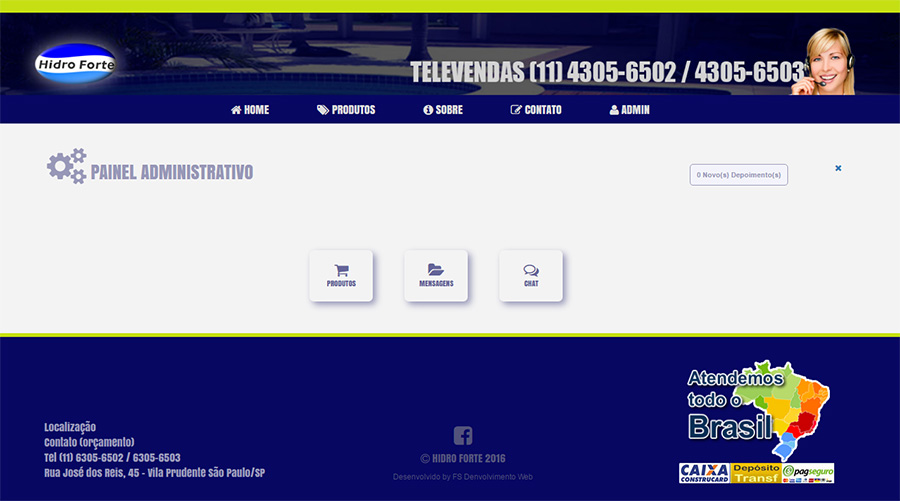 Hidro Forte
TELEVENDAS (11) 4305-6502 / 4305-6503
HOME PRODUTOS SOBRE CONTATO ADMIN
PAINEL ADMINISTRATIVO
0 Novo(s) Depoimento(s)
PRODUTOS MENSAGENS CHAT
Atendemos
todo o
Brasil
Localização
Contato (orçamento)
Tel (11) 6305-6502 / 6305-6503
Rua José dos Reis, 45 - Vila Prudente São Paulo/SP
© HIDRO FORTE 2016
Desenvolvido by FS Denvolvimento Web
CAIXA
CONSTRUCARD
Depósito
Transf
pagseguro